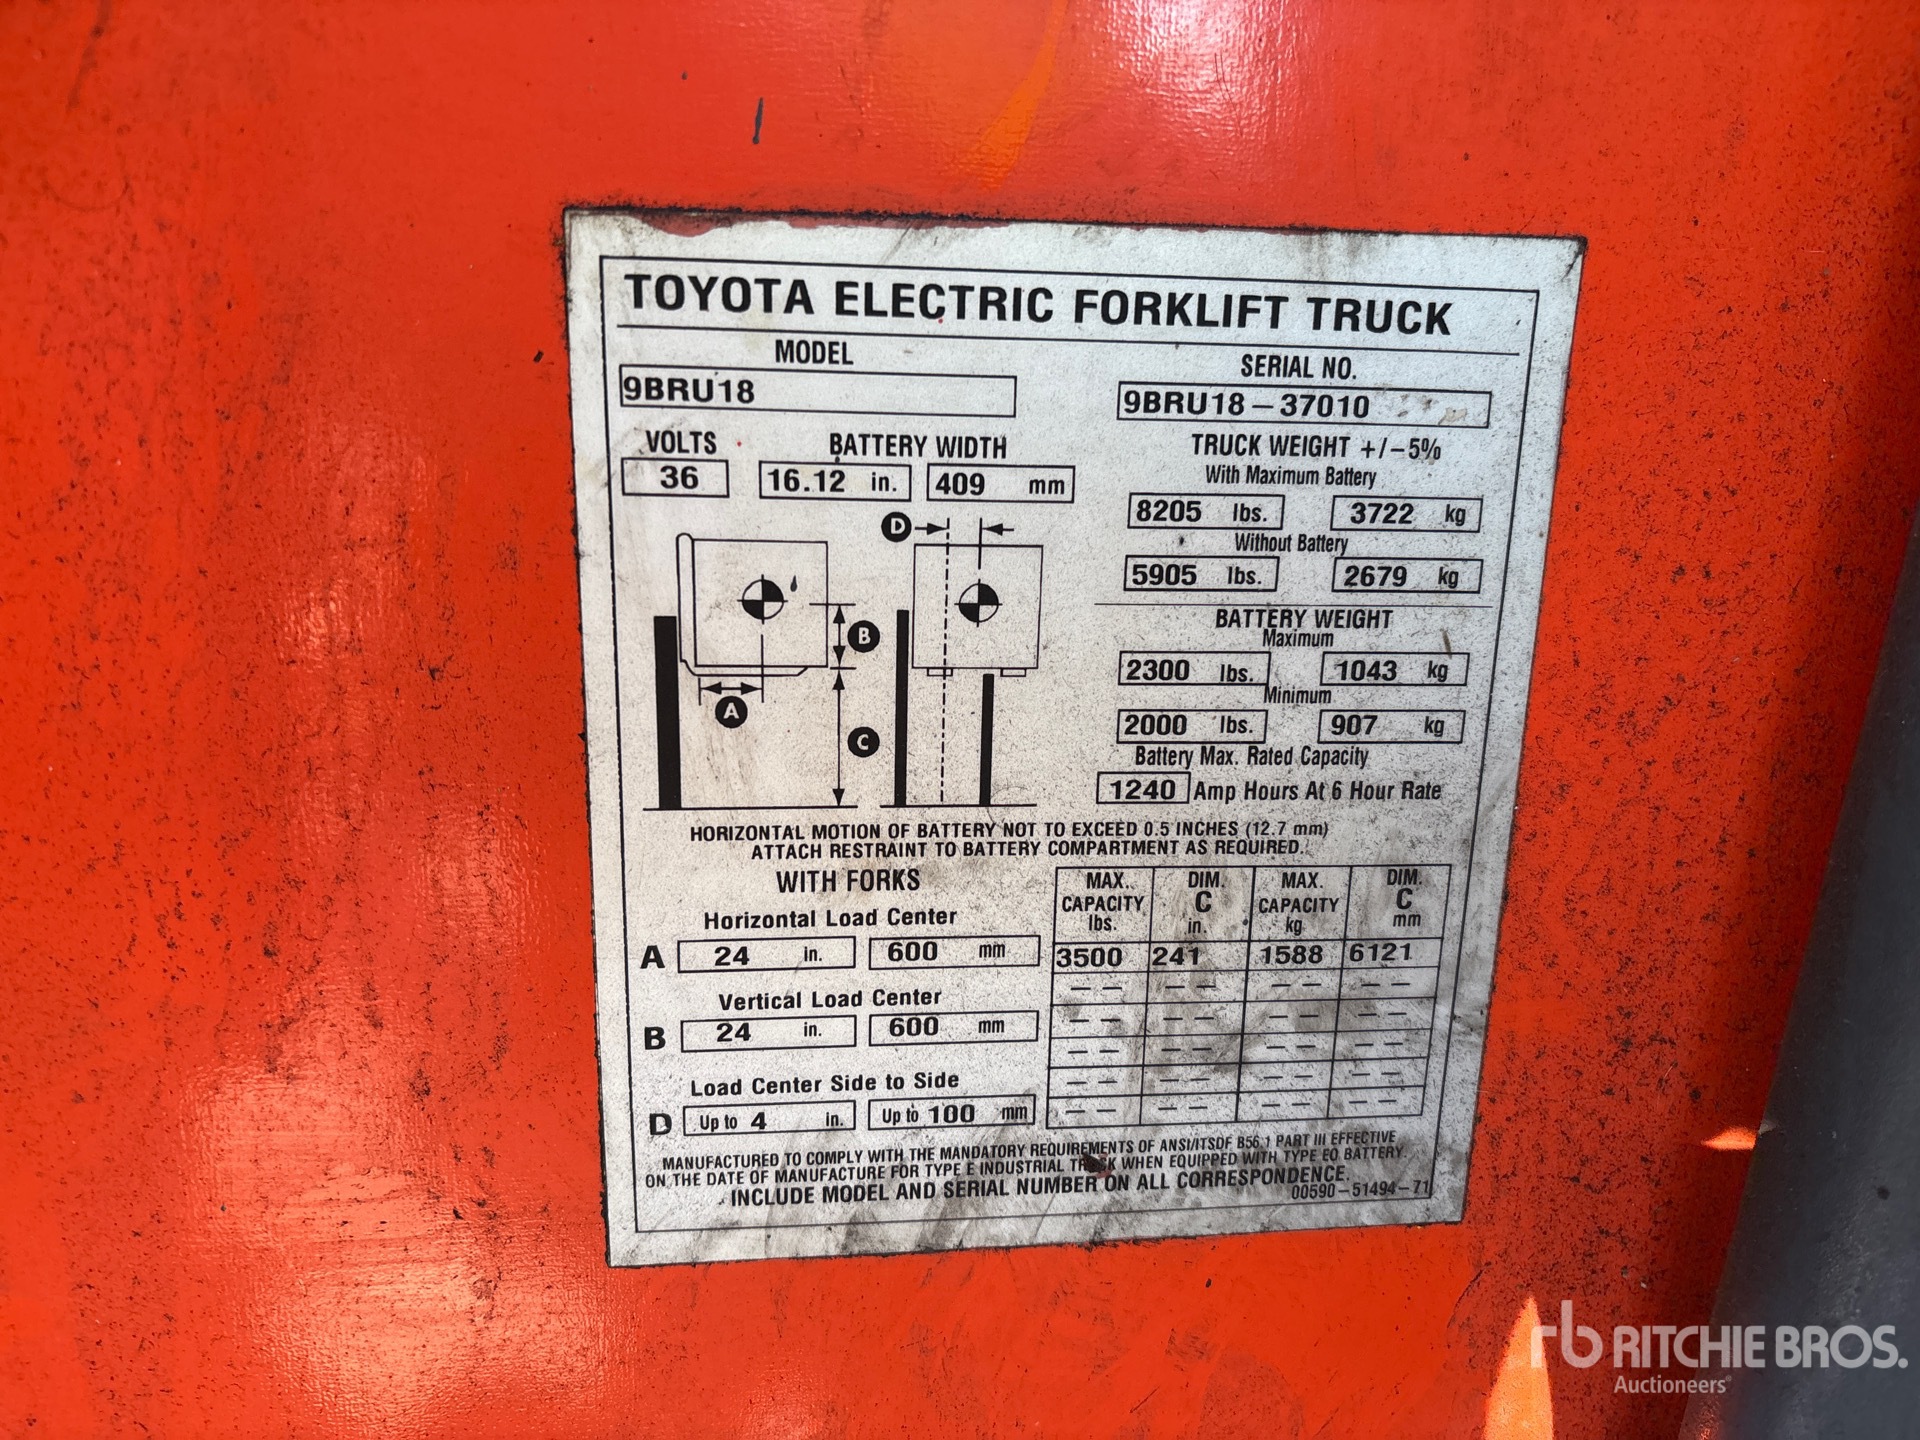 TOYOTA ELECTRIC FORKLIFT TRUCK
MODEL
9BRU18
SERIAL NO.
9BRU18-37010
VOLTS
36
BATTERY WIDTH
16.12 in. 409 mm
TRUCK WEIGHT +/-5%
With Maximum Battery
8205 lbs. 3722 kg
Without Battery
5905 lbs. 2679 kg
BATTERY WEIGHT
Maximum
2300 lbs. 1043 kg
Minimum
2000 lbs. 907 kg
Battery Max. Rated Capacity
1240 Amp Hours At 6 Hour Rate
D
B
A
C
HORIZONTAL MOTION OF BATTERY NOT TO EXCEED 0.5 INCHES (12.7 mm)
ATTACH RESTRAINT TO BATTERY COMPARTMENT AS REQUIRED.
WITH FORKS
Horizontal Load Center
A 24 in. 600 mm
Vertical Load Center
B 24 in. 600 mm
Load Center Side to Side
D Up to 4 in. Up to 100 mm
MAX. CAPACITY lbs. DIM. C in. MAX. CAPACITY kg DIM. C mm
3500 241 1588 6121
-- -- -- --
-- -- -- --
-- -- -- --
-- -- -- --
-- -- -- --
MANUFACTURED TO COMPLY WITH THE MANDATORY REQUIREMENTS OF ANSI/ITSDF B56.1 PART III EFFECTIVE
ON THE DATE OF MANUFACTURE FOR TYPE E INDUSTRIAL TRUCK WHEN EQUIPPED WITH TYPE EO BATTERY.
INCLUDE MODEL AND SERIAL NUMBER ON ALL CORRESPONDENCE.
00590-51494-71
rb RITCHIE BROS.
Auctioneers